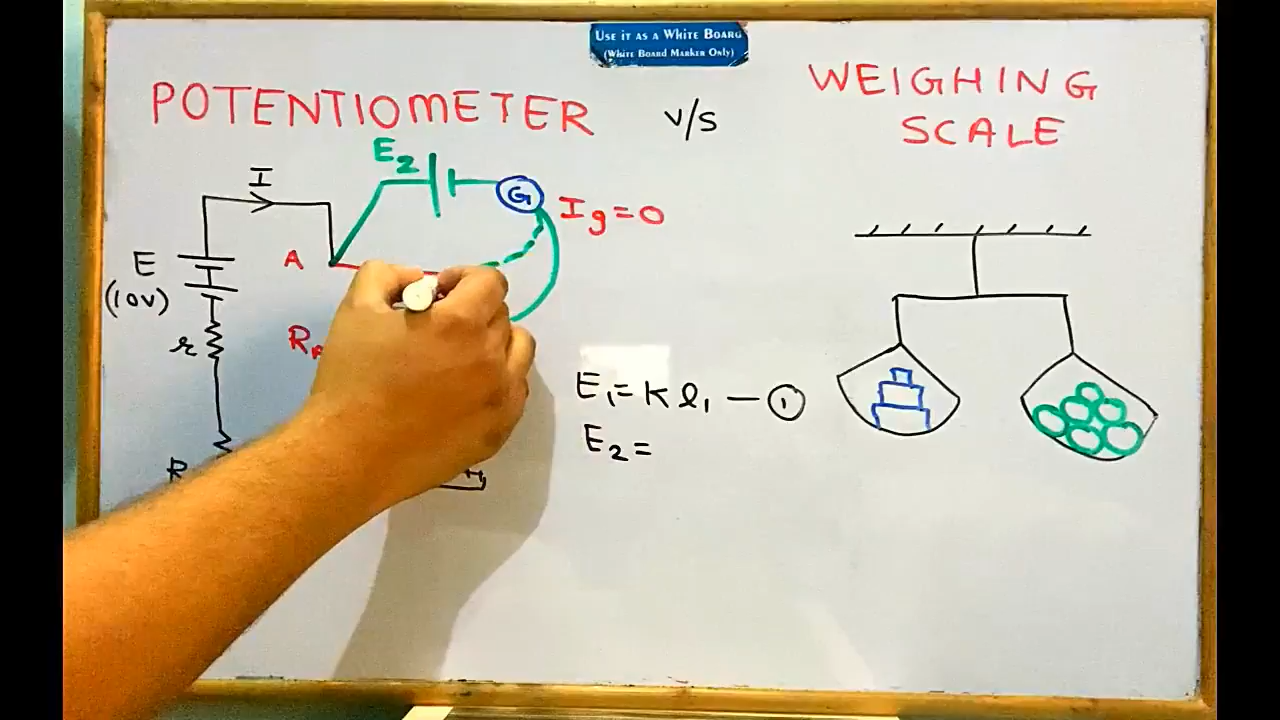 USE IT AS A WHITE BOARD
(WHITE BOARD MARKER ONLY)
POTENTIOMETER
V/S
WEIGHING
SCALE
E₂
I
G
Ig=0
A
E
(10V)
r
R
E₁=Kl₁ — ①
E₂=